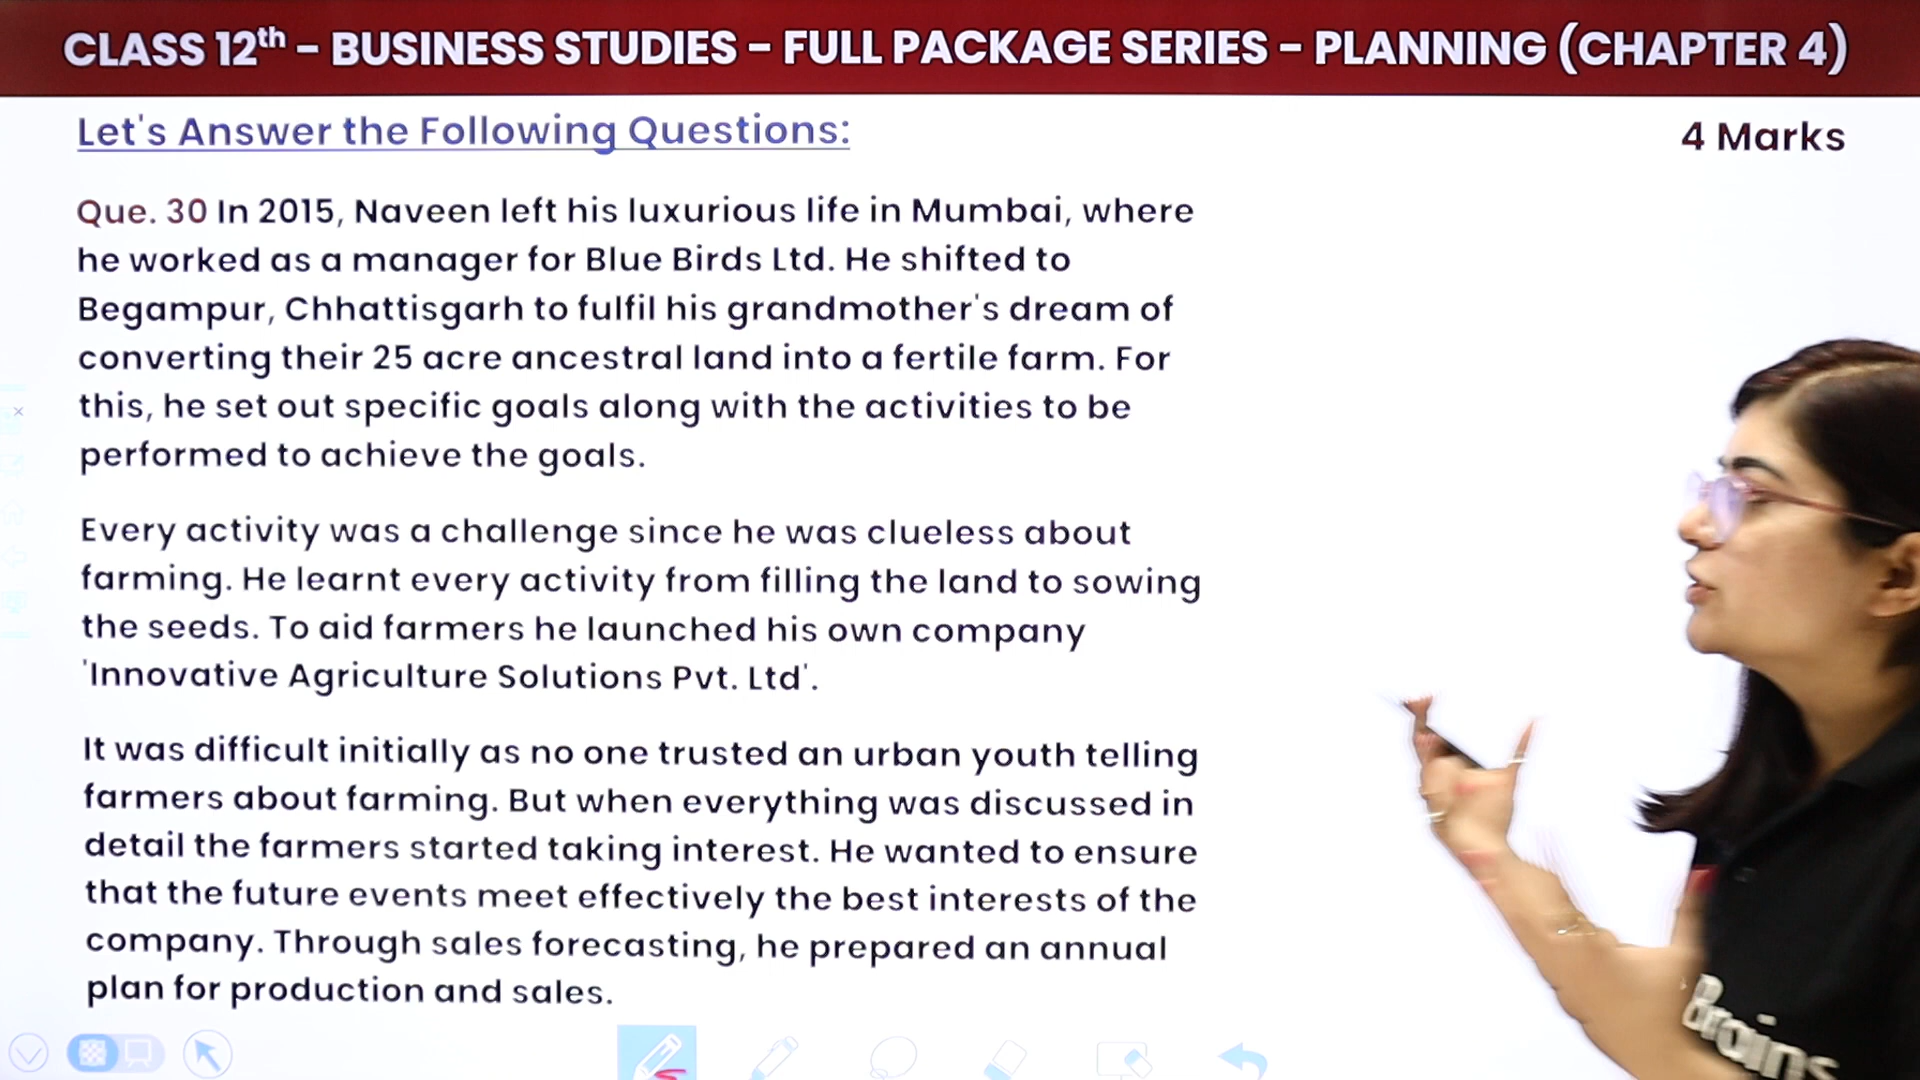 CLASS 12th – BUSINESS STUDIES – FULL PACKAGE SERIES – PLANNING (CHAPTER 4)
Let's Answer the Following Questions:
4 Marks
Que. 30 In 2015, Naveen left his luxurious life in Mumbai, where
he worked as a manager for Blue Birds Ltd. He shifted to
Begampur, Chhattisgarh to fulfil his grandmother's dream of
converting their 25 acre ancestral land into a fertile farm. For
this, he set out specific goals along with the activities to be
performed to achieve the goals.
Every activity was a challenge since he was clueless about
farming. He learnt every activity from filling the land to sowing
the seeds. To aid farmers he launched his own company
'Innovative Agriculture Solutions Pvt. Ltd'.
It was difficult initially as no one trusted an urban youth telling
farmers about farming. But when everything was discussed in
detail the farmers started taking interest. He wanted to ensure
that the future events meet effectively the best interests of the
company. Through sales forecasting, he prepared an annual
plan for production and sales.
Brains